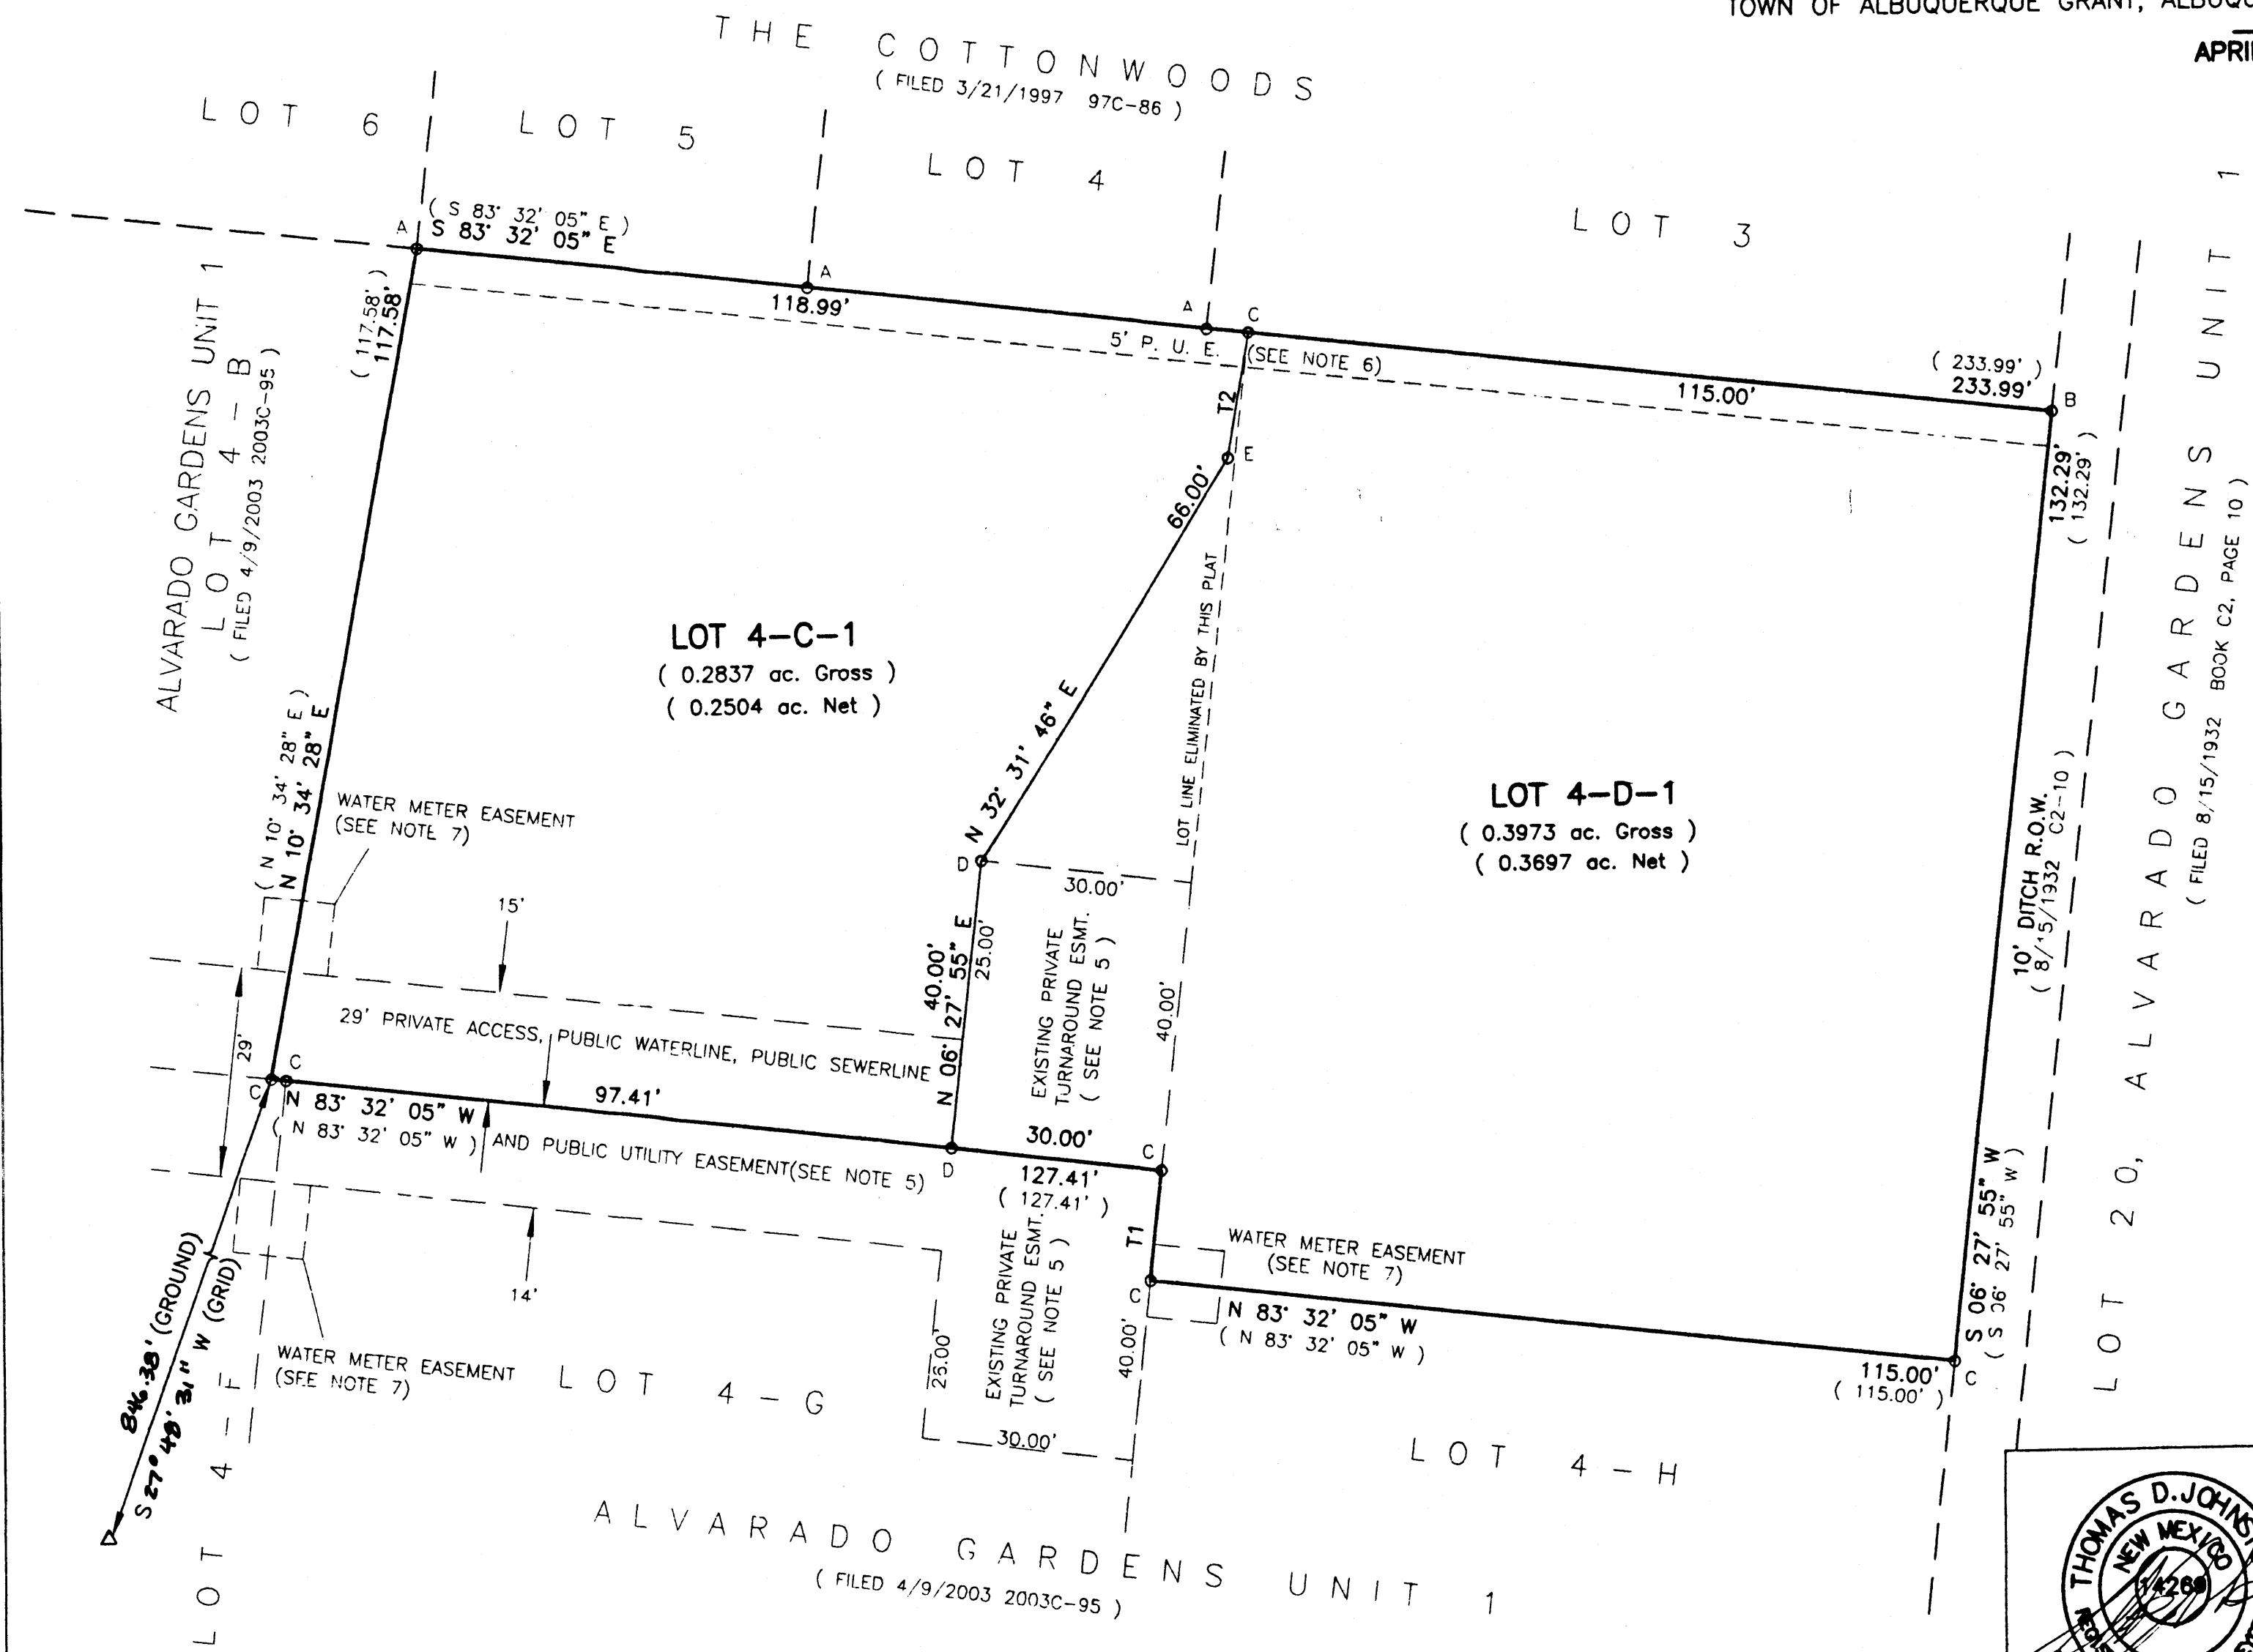 TOWN OF ALBUQUERQUE GRANT,
APRIL
THE COTTONWOODS
( FILED 3/21/1997 97C-86 )
LOT 6
LOT 5
LOT 4
LOT 3
( S 83° 32' 05" E )
S 83° 32' 05" E
A
A
118.99'
A
C
5' P. U. E.
(SEE NOTE 6)
115.00'
( 233.99' )
233.99'
B
( 117.58' )
117.58'
ALVARADO GARDENS UNIT 1
LOT 4-B
( FILED 4/9/2003 2003C-95 )
T2
E
66.00'
N 32° 31' 46" E
LOT LINE ELIMINATED BY THIS PLAT
132.29'
( 132.29' )
LOT 4-C-1
( 0.2837 ac. Gross )
( 0.2504 ac. Net )
LOT 4-D-1
( 0.3973 ac. Gross )
( 0.3697 ac. Net )
( N 10° 34' 28" E )
N 10° 34' 28" E
WATER METER EASEMENT
(SEE NOTE 7)
15'
D
30.00'
40.00'
N 06° 27' 55" E
25.00'
EXISTING PRIVATE
TURNAROUND ESMT.
( SEE NOTE 5 )
40.00'
10' DITCH R.O.W.
( 8/15/1932 C2-10 )
LOT 20, ALVARADO GARDENS UNIT 1
( FILED 8/15/1932 BOOK C2, PAGE 10 )
29'
29' PRIVATE ACCESS, PUBLIC WATERLINE, PUBLIC SEWERLINE
C
C
N 83° 32' 05" W
( N 83° 32' 05" W )
97.41'
AND PUBLIC UTILITY EASEMENT(SEE NOTE 5)
D
30.00'
C
127.41'
( 127.41' )
T1
WATER METER EASEMENT
(SEE NOTE 7)
C
N 83° 32' 05" W
( N 83° 32' 05" W )
S 06° 27' 55" W
( S 06° 27' 55" W )
115.00'
( 115.00' )
C
846.38' (GROUND)
S 27° 48' 31" W (GRID)
14'
WATER METER EASEMENT
(SEE NOTE 7)
LOT 4-F
LOT 4-G
25.00'
EXISTING PRIVATE
TURNAROUND ESMT.
( SEE NOTE 5 )
40.00'
30.00'
LOT 4-H
ALVARADO GARDENS UNIT 1
( FILED 4/9/2003 2003C-95 )
THOMAS D. JOHNST
NEW MEXICO
14269